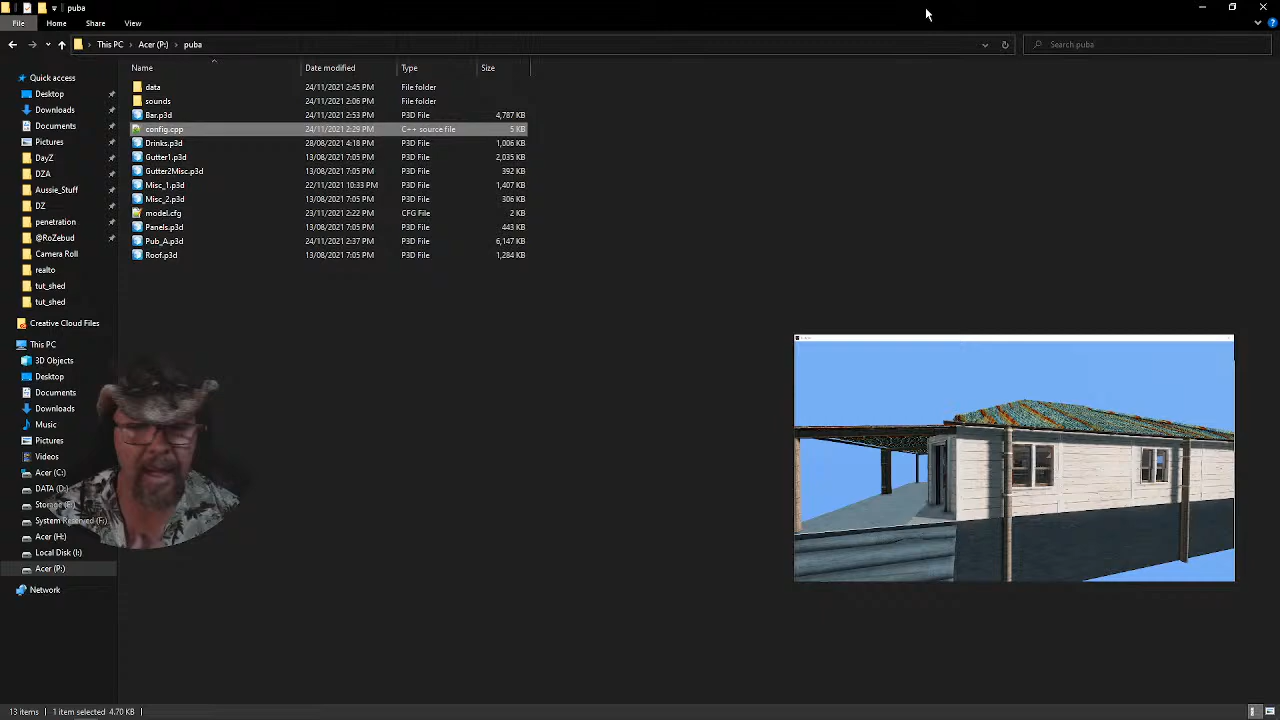 puba
File Home Share View
This PC Acer (P:) puba Search puba
Name Date modified Type Size
Quick access
Desktop
Downloads
Documents
Pictures
DayZ
DZA
Aussie_Stuff
DZ
penetration
@RoZebud
Camera Roll
realto
tut_shed
tut_shed
Creative Cloud Files
This PC
3D Objects
Desktop
Documents
Downloads
Music
Pictures
Videos
Acer (C:)
DATA (D:)
Storage (E:)
System Reserved (F:)
Acer (H:)
Local Disk (I:)
Acer (P:)
Network
data 24/11/2021 2:45 PM File folder
sounds 24/11/2021 2:06 PM File folder
Bar.p3d 24/11/2021 2:53 PM P3D File 4,787 KB
config.cpp 24/11/2021 2:29 PM C++ source file 5 KB
Drinks.p3d 28/08/2021 4:18 PM P3D File 1,006 KB
Gutter1.p3d 13/08/2021 7:05 PM P3D File 2,035 KB
Gutter2Misc.p3d 13/08/2021 7:05 PM P3D File 392 KB
Misc_1.p3d 22/11/2021 10:33 PM P3D File 1,407 KB
Misc_2.p3d 13/08/2021 7:05 PM P3D File 306 KB
model.cfg 23/11/2021 2:22 PM CFG File 2 KB
Panels.p3d 13/08/2021 7:05 PM P3D File 443 KB
Pub_A.p3d 24/11/2021 2:37 PM P3D File 6,147 KB
Roof.p3d 13/08/2021 7:05 PM P3D File 1,284 KB
13 items 1 item selected 4.70 KB